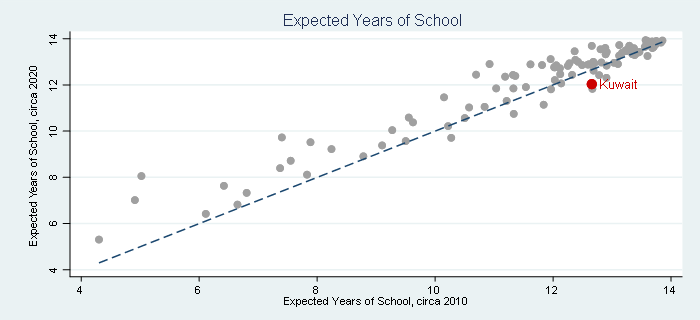 Expected Years of School
Expected Years of School, circa 2020
14
12
10
8
6
4
Kuwait
4 6 8 10 12 14
Expected Years of School, circa 2010